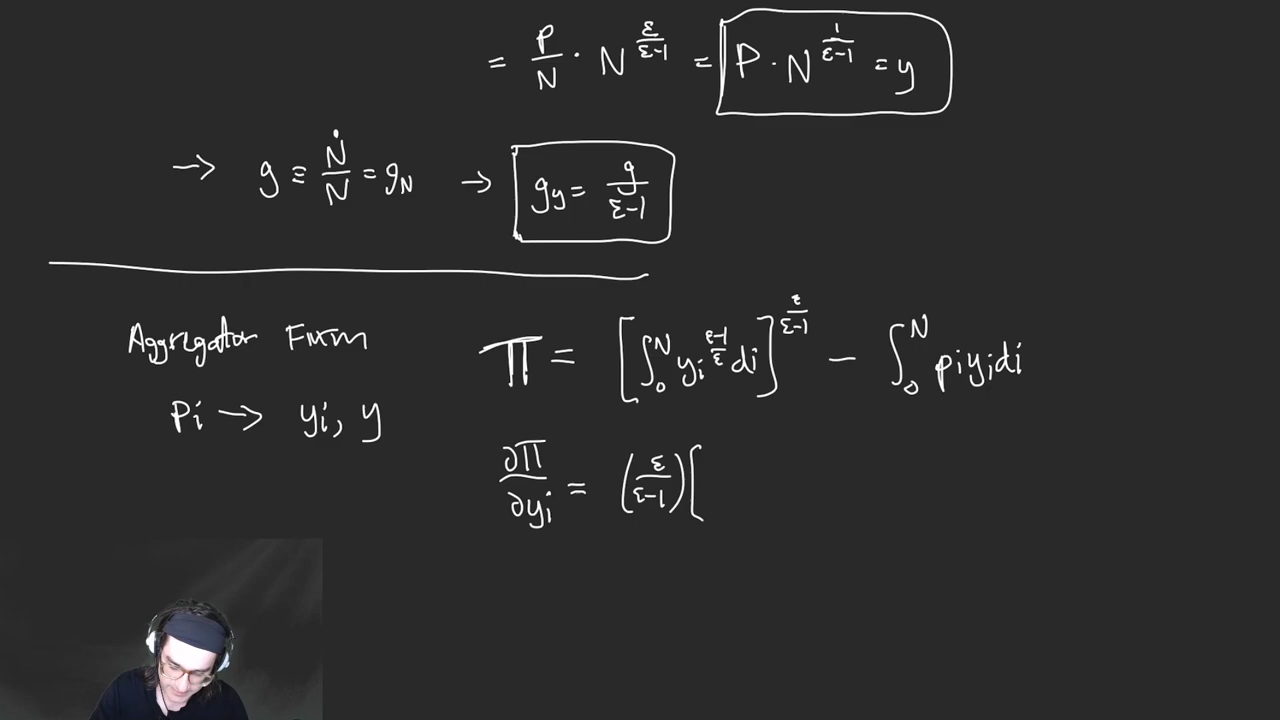 = P/N · N^{ε/(ε-1)} = P · N^{1/(ε-1)} = y
→ g ≡ Ṅ/N = g_N → g_y = g/(ε-1)
Aggregator Firm
π = [∫_0^N y_i^{(ε-1)/ε} di]^{ε/(ε-1)} - ∫_0^N p_i y_i di
P_i → y_i, y
∂π/∂y_i = (ε/(ε-1)) [